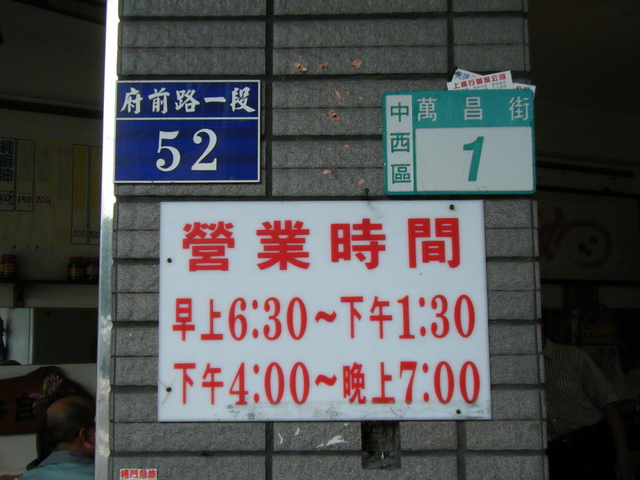 府前路一段
52
中西區
萬昌街
1
營業時間
早上6:30~下午1:30
下午4:00~晚上7:00